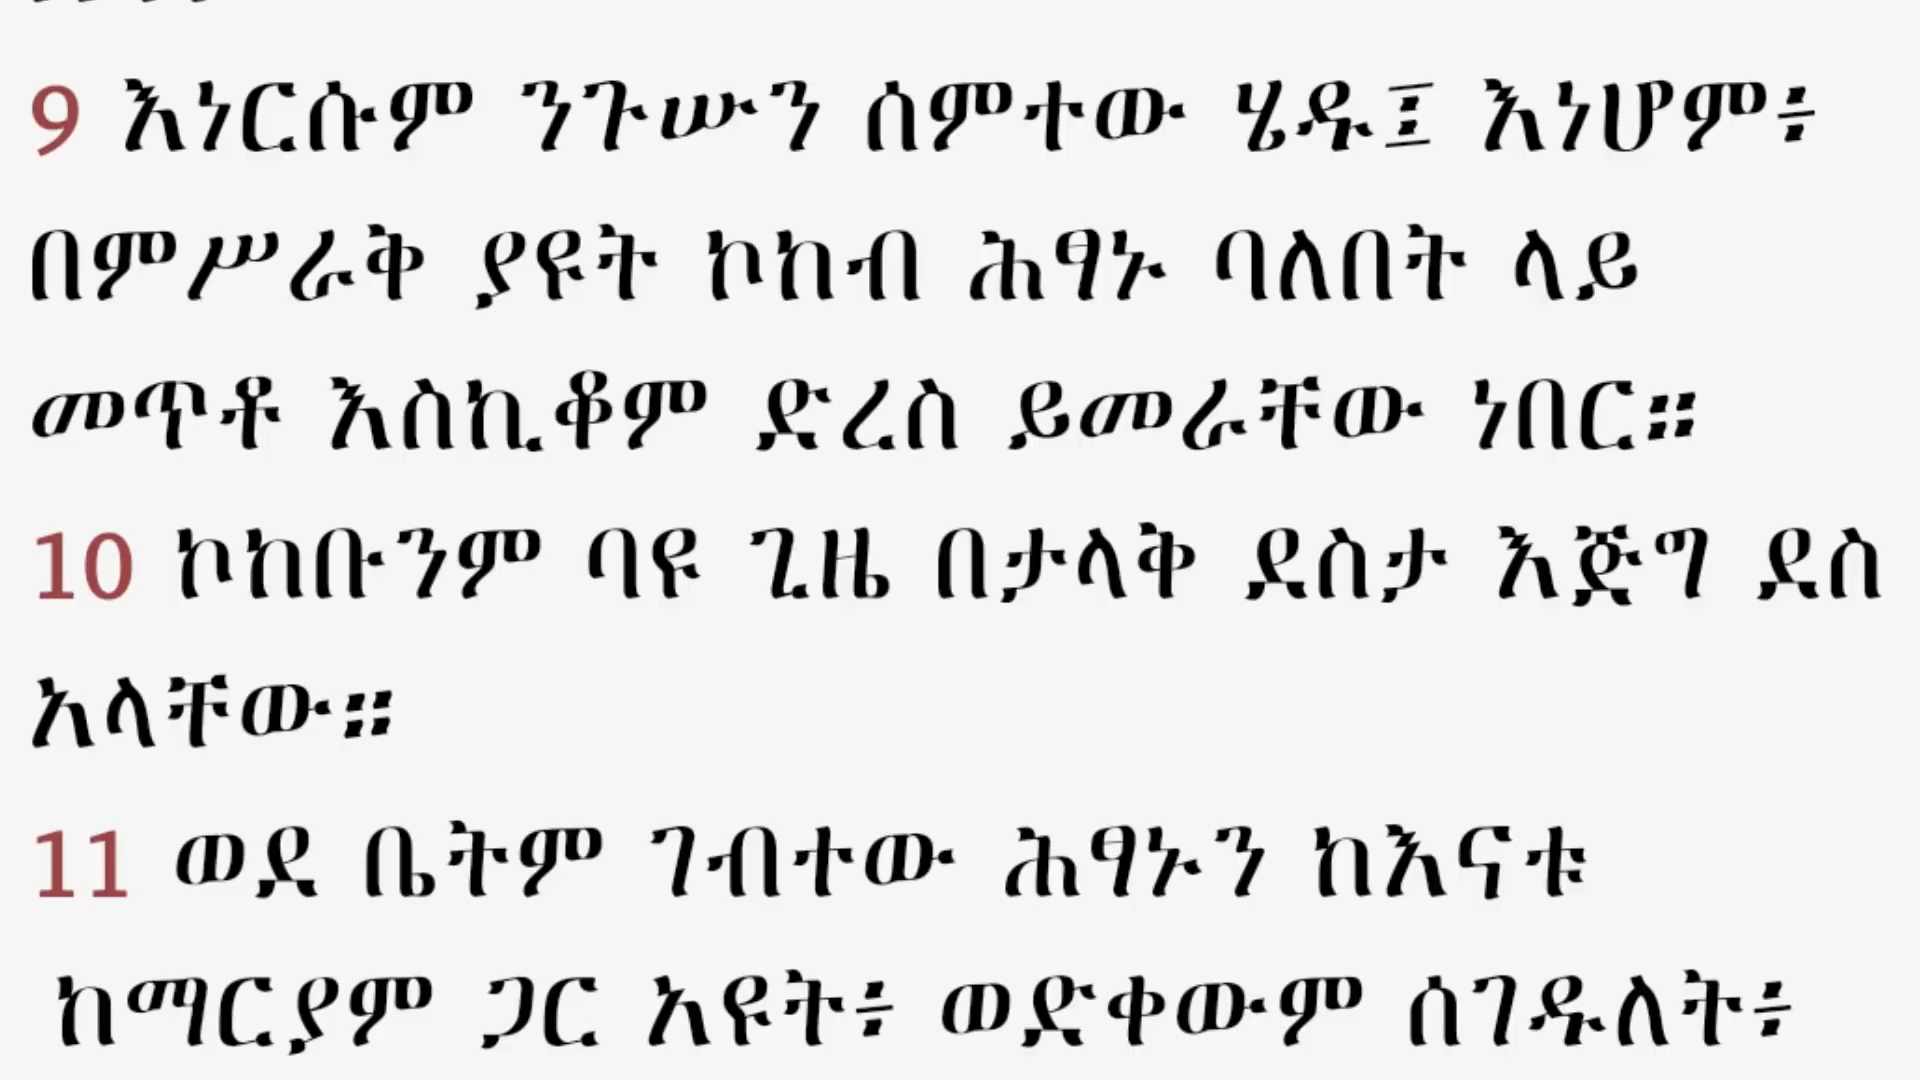 9 እነርሱም ንጉሡን ሰምተው ሄዱ፤ እነሆም፥
በምሥራቅ ያዩት ኮከብ ሕፃኑ ባለበት ላይ
መጥቶ እስኪቆም ድረስ ይመራቸው ነበር።
10 ኮከቡንም ባዩ ጊዜ በታላቅ ደስታ እጅግ ደስ
አላቸው።
11 ወደ ቤትም ገብተው ሕፃኑን ከእናቱ
ከማርያም ጋር አዩት፥ ወድቀውም ሰገዱለት፥